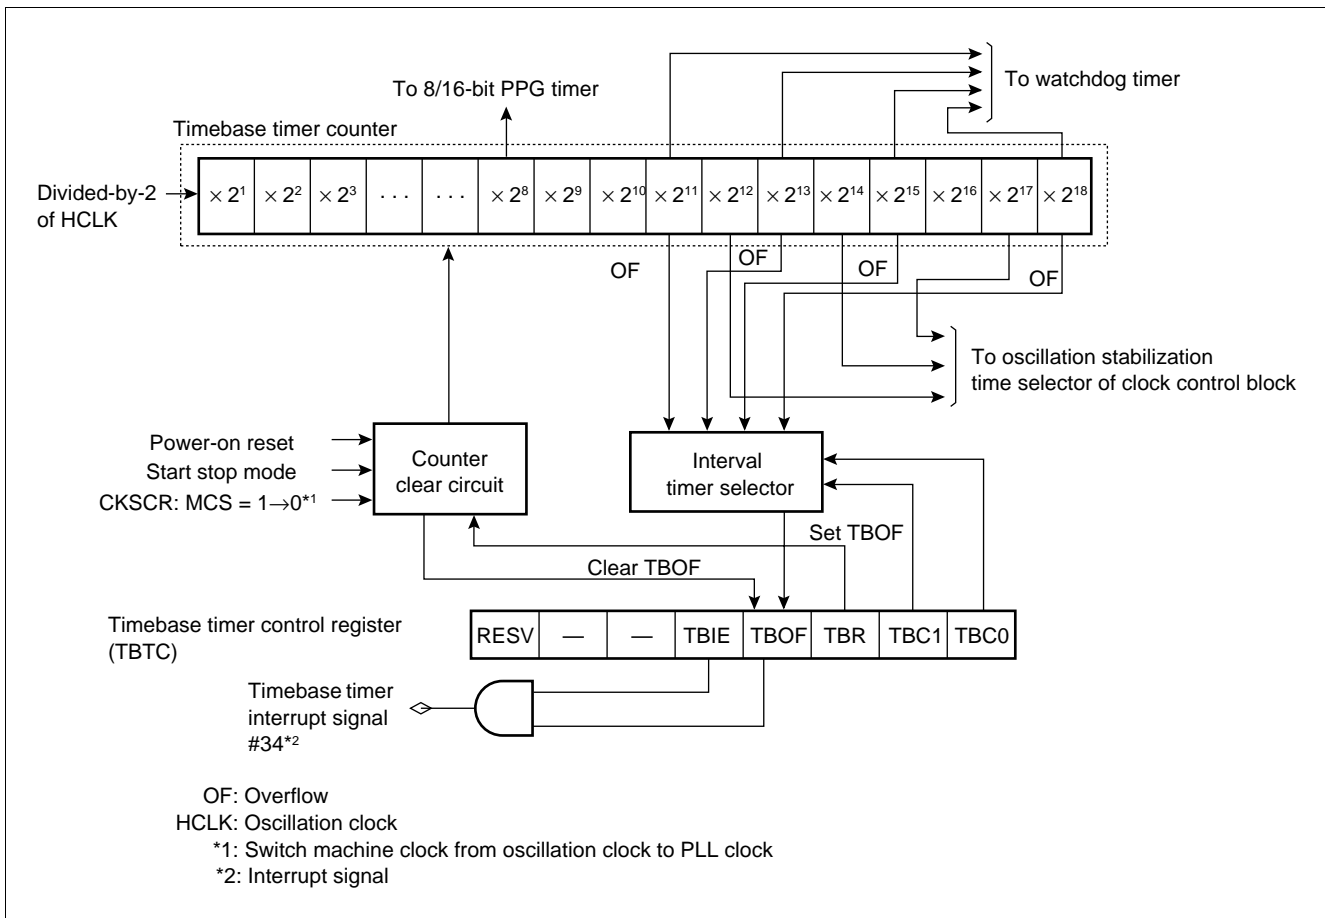 To watchdog timer
To 8/16-bit PPG timer
Timebase timer counter
Divided-by-2
of HCLK
× 2¹ × 2² × 2³ · · · · · · × 2⁸ × 2⁹ × 2¹⁰ × 2¹¹ × 2¹² × 2¹³ × 2¹⁴ × 2¹⁵ × 2¹⁶ × 2¹⁷ × 2¹⁸
OF OF OF OF
To oscillation stabilization
time selector of clock control block
Power-on reset
Start stop mode
CKSCR: MCS = 1→0*¹
Counter
clear circuit
Interval
timer selector
Set TBOF
Clear TBOF
Timebase timer control register
(TBTC)
RESV — — TBIE TBOF TBR TBC1 TBC0
Timebase timer
interrupt signal
#34*²
OF: Overflow
HCLK: Oscillation clock
*1: Switch machine clock from oscillation clock to PLL clock
*2: Interrupt signal